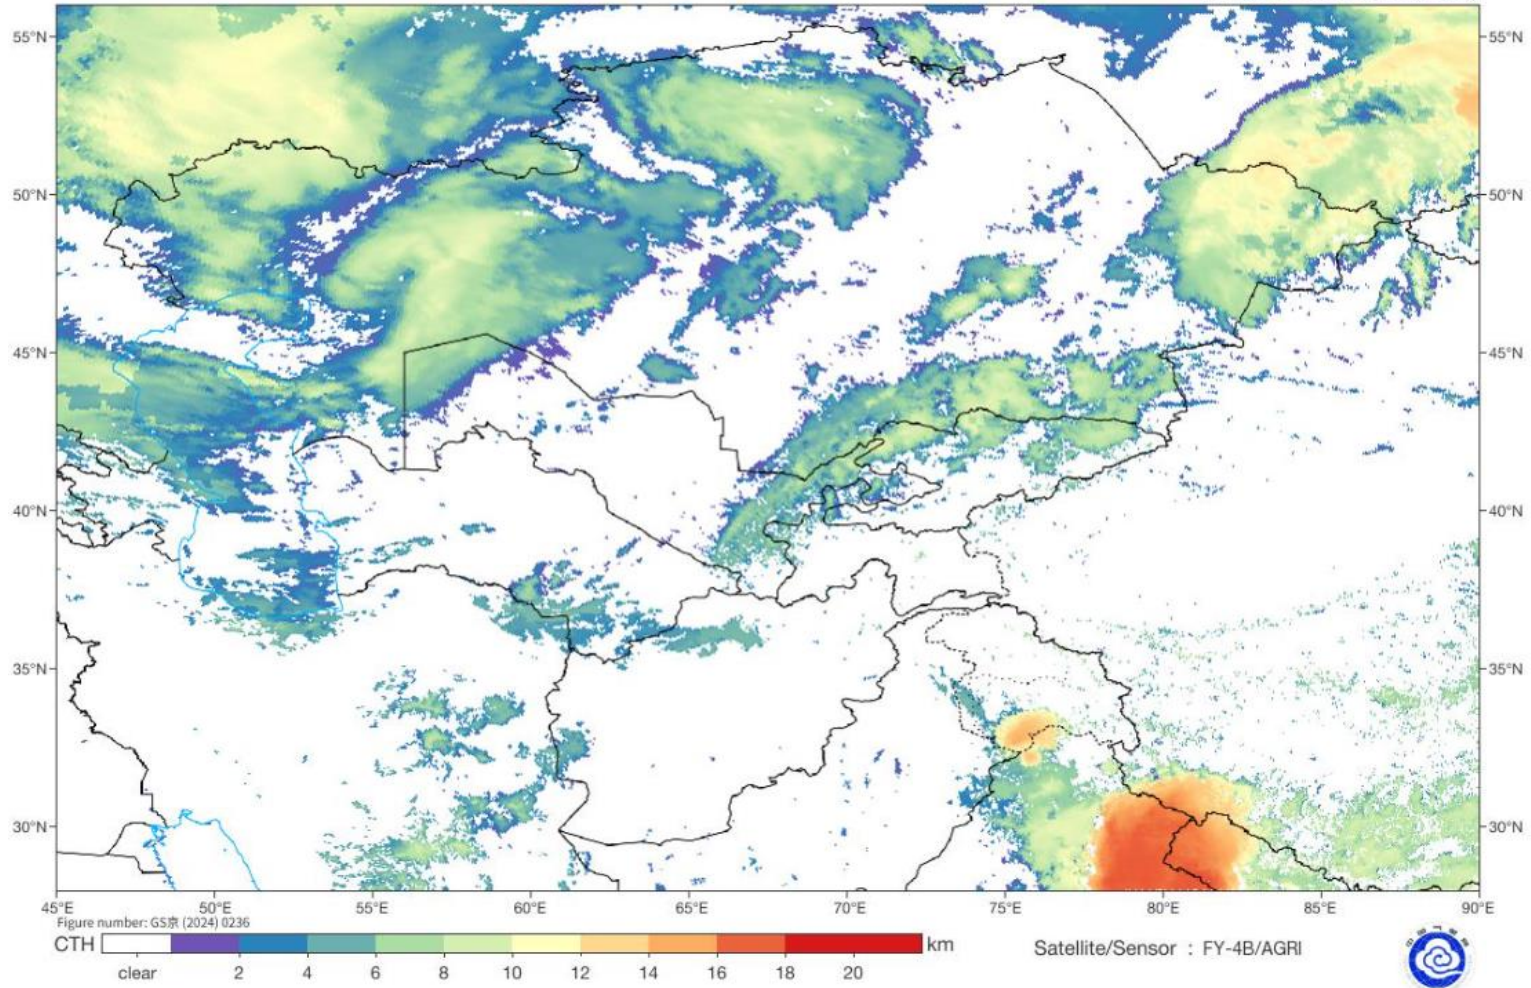 55°N 55°N
50°N 50°N
45°N 45°N
40°N 40°N
35°N 35°N
30°N 30°N
45°E 50°E 55°E 60°E 65°E 70°E 75°E 80°E 85°E 90°E
Figure number: GS京 (2024) 0236
CTH km
clear 2 4 6 8 10 12 14 16 18 20
Satellite/Sensor : FY-4B/AGRI